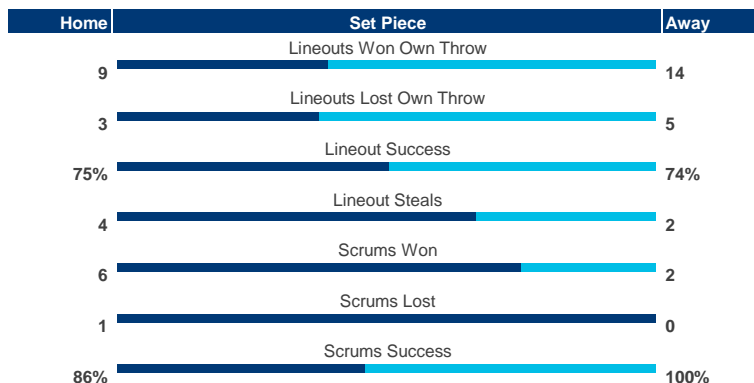 Home Set Piece Away
Lineouts Won Own Throw
9 14
Lineouts Lost Own Throw
3 5
Lineout Success
75% 74%
Lineout Steals
4 2
Scrums Won
6 2
Scrums Lost
1 0
Scrums Success
86% 100%